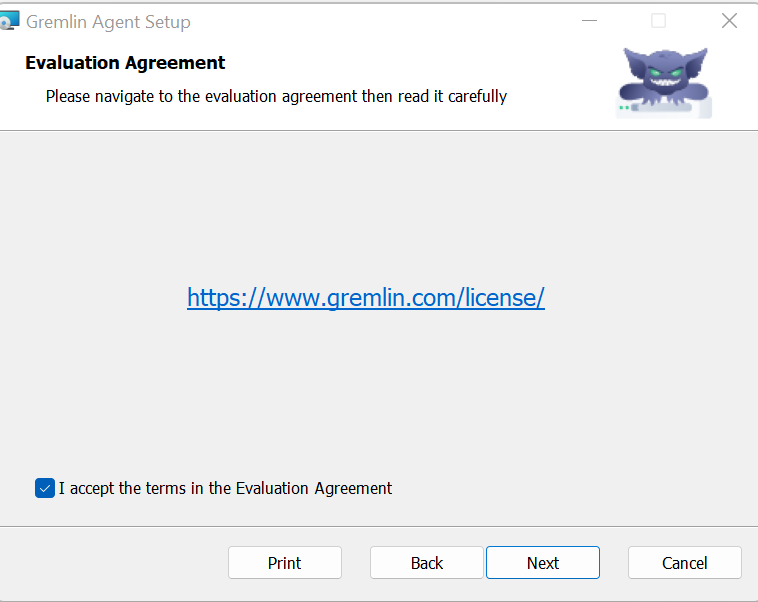 Gremlin Agent Setup
Evaluation Agreement
Please navigate to the evaluation agreement then read it carefully
https://www.gremlin.com/license/
I accept the terms in the Evaluation Agreement
Print Back Next Cancel